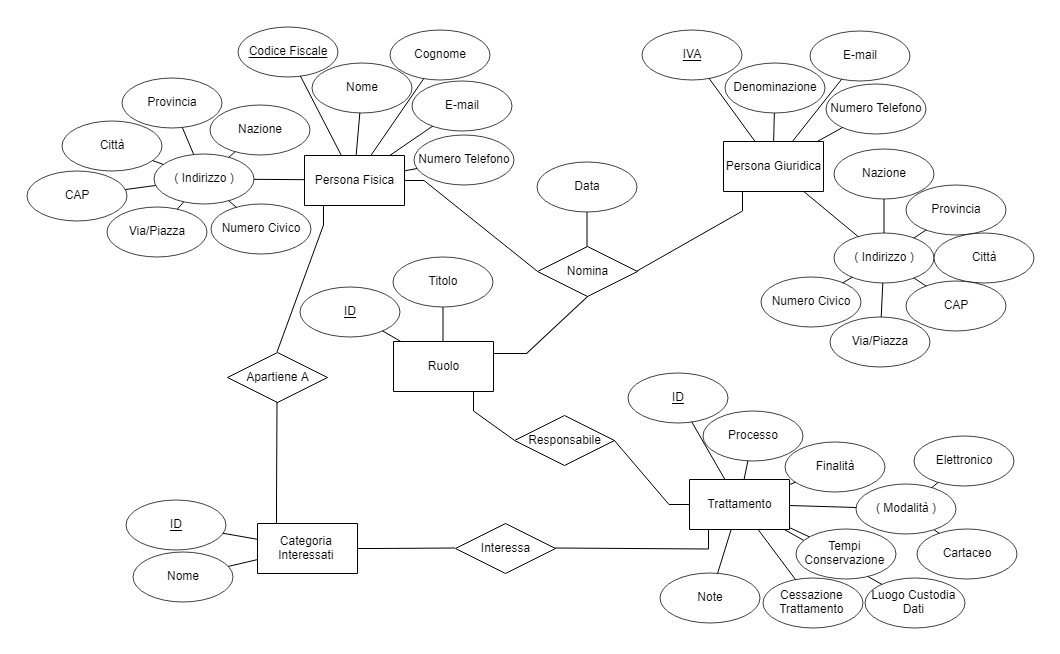 Codice Fiscale
Cognome
Nome
E-mail
Numero Telefono
Provincia
Nazione
Città
( Indirizzo )
CAP
Via/Piazza
Numero Civico
Persona Fisica
IVA
E-mail
Denominazione
Numero Telefono
Persona Giuridica
Nazione
Provincia
( Indirizzo )
Città
CAP
Numero Civico
Via/Piazza
Data
Nomina
Titolo
ID
Ruolo
Apartiene A
Responsabile
ID
Processo
Finalità
Elettronico
Trattamento
( Modalità )
Cartaceo
Tempi
Conservazione
Luogo Custodia
Dati
Cessazione
Trattamento
Note
Interessa
ID
Categoria
Interessati
Nome